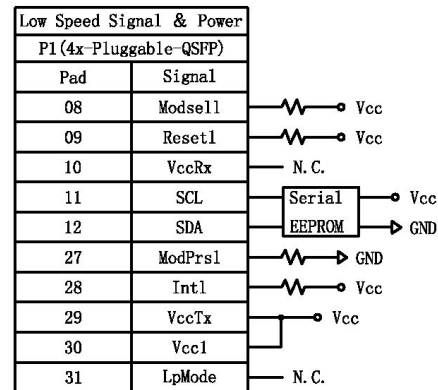 Low Speed Signal & Power
P1(4x-Pluggable-QSFP)
Pad Signal
08 Modsell Vcc
09 Resetl Vcc
10 VccRx N.C.
11 SCL Serial Vcc
12 SDA EEPROM GND
27 ModPrsl GND
28 Intl Vcc
29 VccTx Vcc
30 Vcc1
31 LpMode N.C.